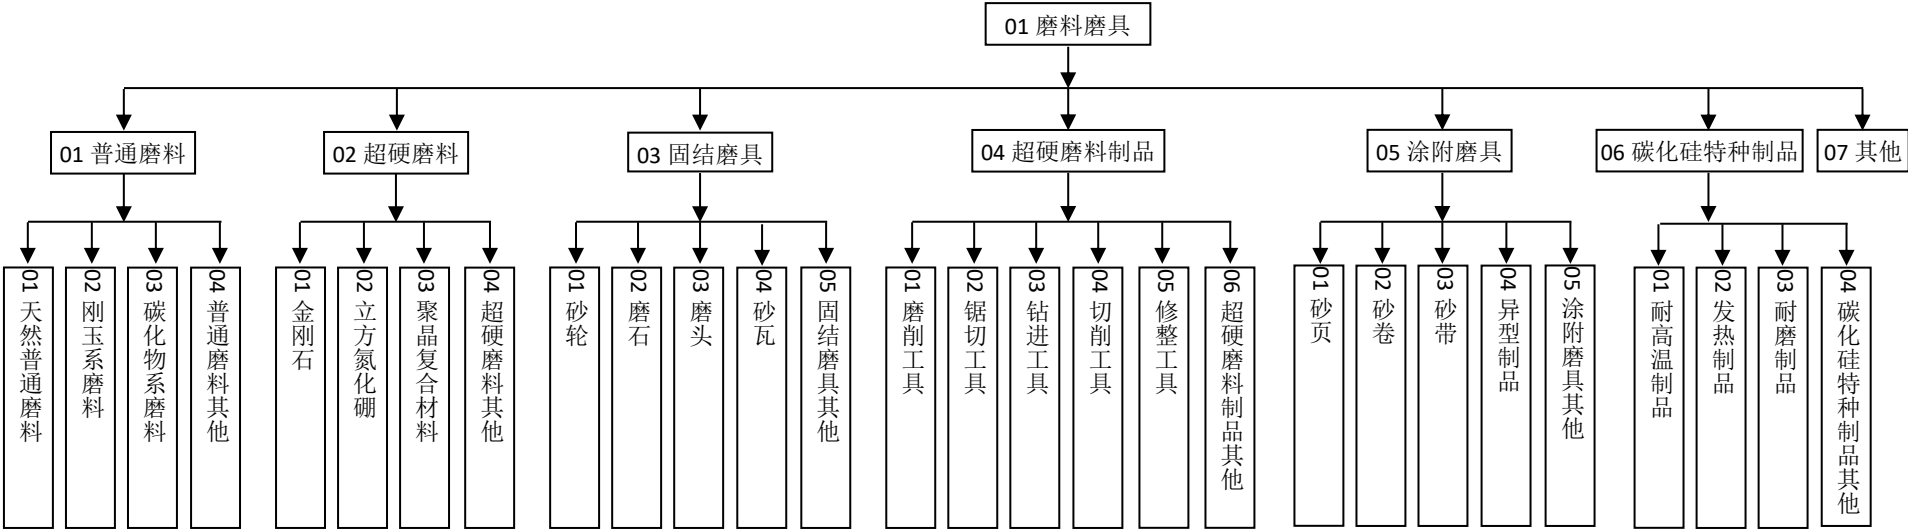 01 磨料磨具
01 普通磨料
02 超硬磨料
03 固结磨具
04 超硬磨料制品
05 涂附磨具
06 碳化硅特种制品
07 其他
01 天然普通磨料
02 刚玉系磨料
03 碳化物系磨料
04 普通磨料其他
01 金刚石
02 立方氮化硼
03 聚晶复合材料
04 超硬磨料其他
01 砂轮
02 磨石
03 磨头
04 砂瓦
05 固结磨具其他
01 磨削工具
02 锯切工具
03 钻进工具
04 切削工具
05 修整工具
06 超硬磨料制品其他
01 砂页
02 砂卷
03 砂带
04 异型制品
05 涂附磨具其他
01 耐高温制品
02 发热制品
03 耐磨制品
04 碳化硅特种制品其他